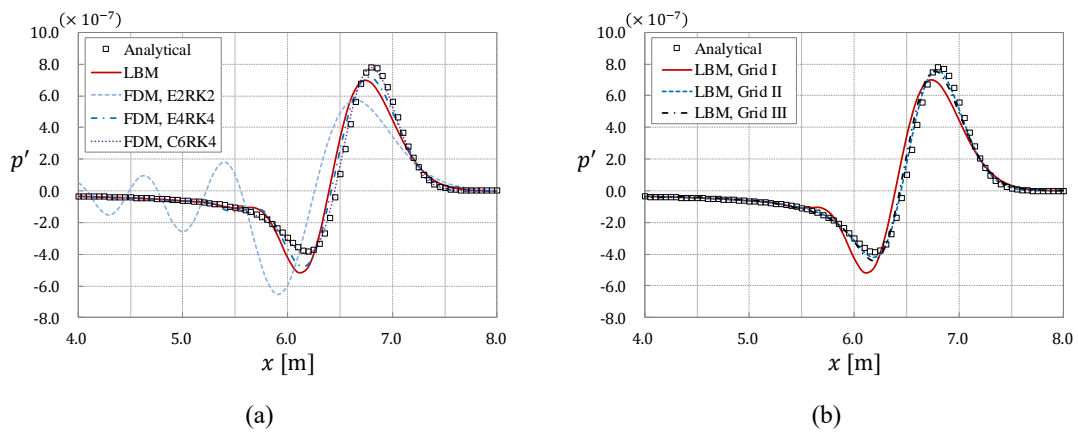 (× 10⁻⁷)
10.0
8.0
6.0
4.0
2.0
0.0
-2.0
-4.0
-6.0
-8.0
p′
Analytical
LBM
FDM, E2RK2
FDM, E4RK4
FDM, C6RK4
4.0 5.0 6.0 7.0 8.0
x [m]
(a)
(× 10⁻⁷)
10.0
8.0
6.0
4.0
2.0
0.0
-2.0
-4.0
-6.0
-8.0
p′
Analytical
LBM, Grid I
LBM, Grid II
LBM, Grid III
4.0 5.0 6.0 7.0 8.0
x [m]
(b)